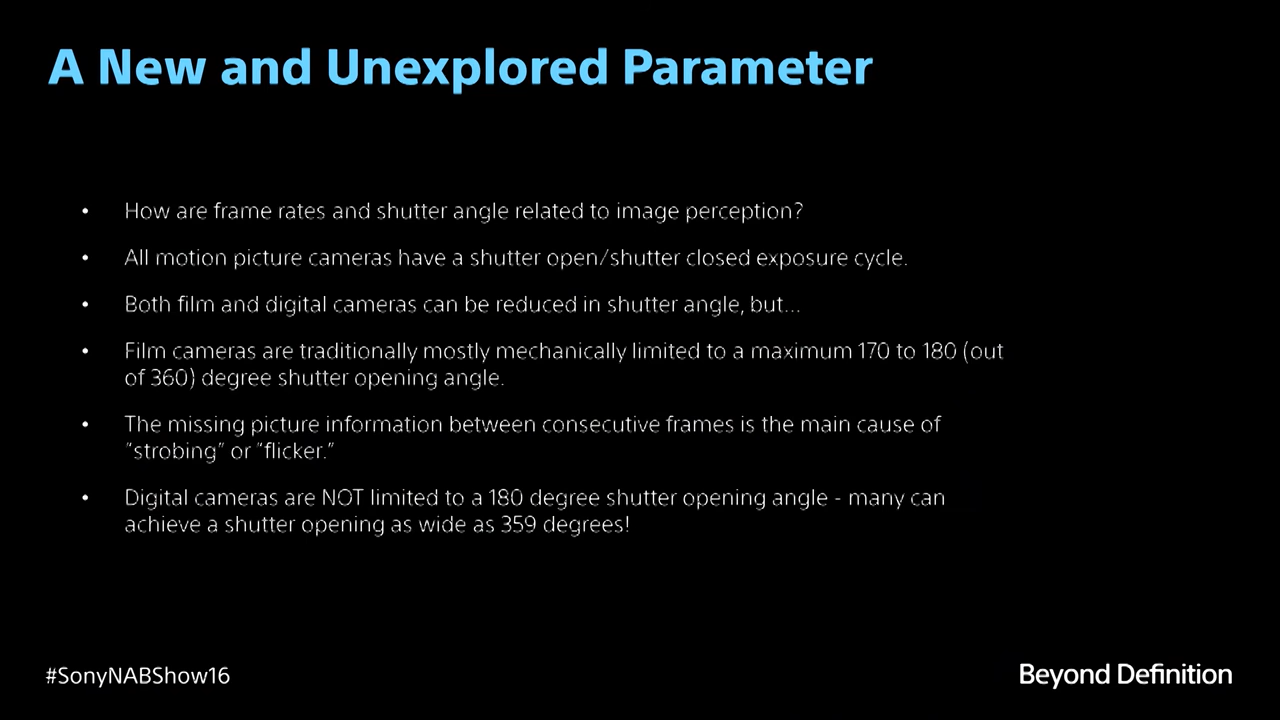 A New and Unexplored Parameter
• How are frame rates and shutter angle related to image perception?
• All motion picture cameras have a shutter open/shutter closed exposure cycle.
• Both film and digital cameras can be reduced in shutter angle, but...
• Film cameras are traditionally mostly mechanically limited to a maximum 170 to 180 (out
of 360) degree shutter opening angle.
• The missing picture information between consecutive frames is the main cause of
“strobing” or “flicker.”
• Digital cameras are NOT limited to a 180 degree shutter opening angle - many can
achieve a shutter opening as wide as 359 degrees!
#SonyNABShow16
Beyond Definition